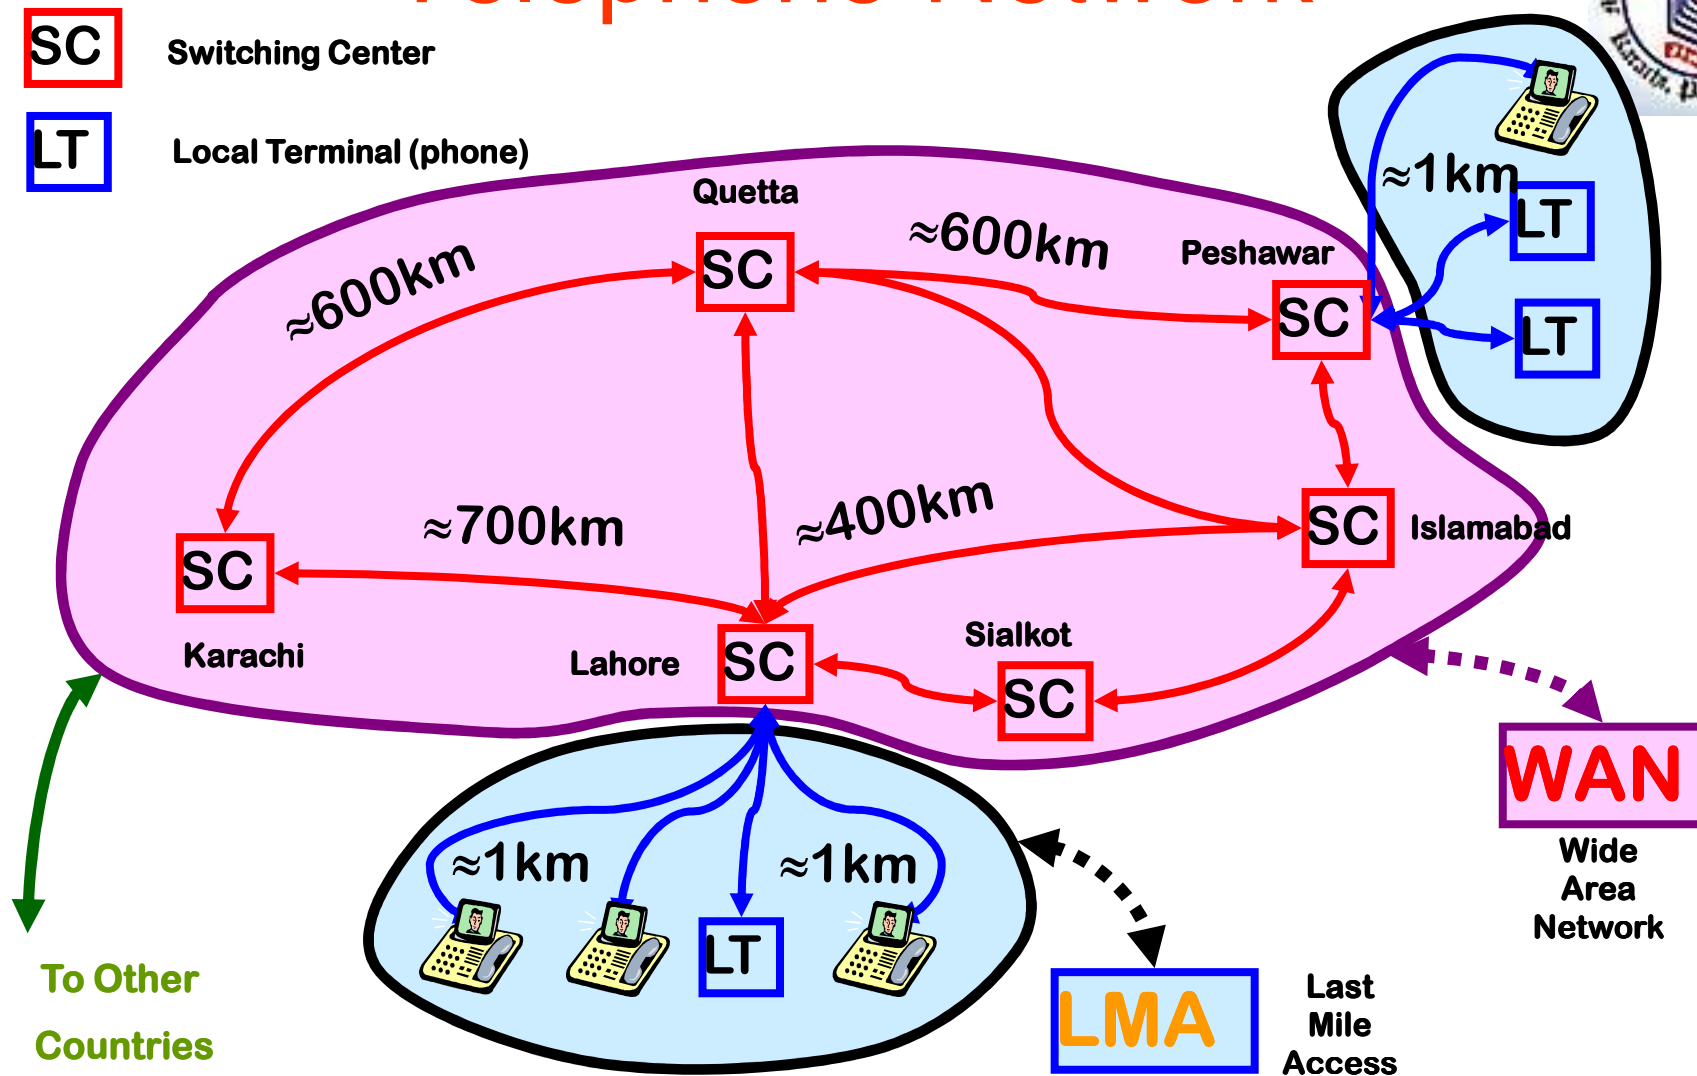 Telephone Network
SC
Switching Center
LT
Local Terminal (phone)
Quetta
≈600km
≈600km
Peshawar
≈1km
SC
SC
LT
LT
≈700km
≈400km
SC
Islamabad
SC
Karachi
Lahore
SC
Sialkot
SC
WAN
Wide
Area
Network
≈1km
≈1km
LT
To Other
Countries
LMA
Last
Mile
Access